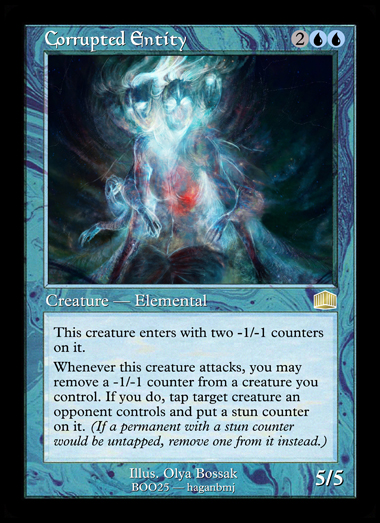 Corrupted Entity 2
Creature — Elemental
This creature enters with two -1/-1 counters
on it.
Whenever this creature attacks, you may
remove a -1/-1 counter from a creature you
control. If you do, tap target creature an
opponent controls and put a stun counter
on it. (If a permanent with a stun counter
would be untapped, remove one from it instead.)
Illus. Olya Bossak
BOO25 — haganbmj
5/5